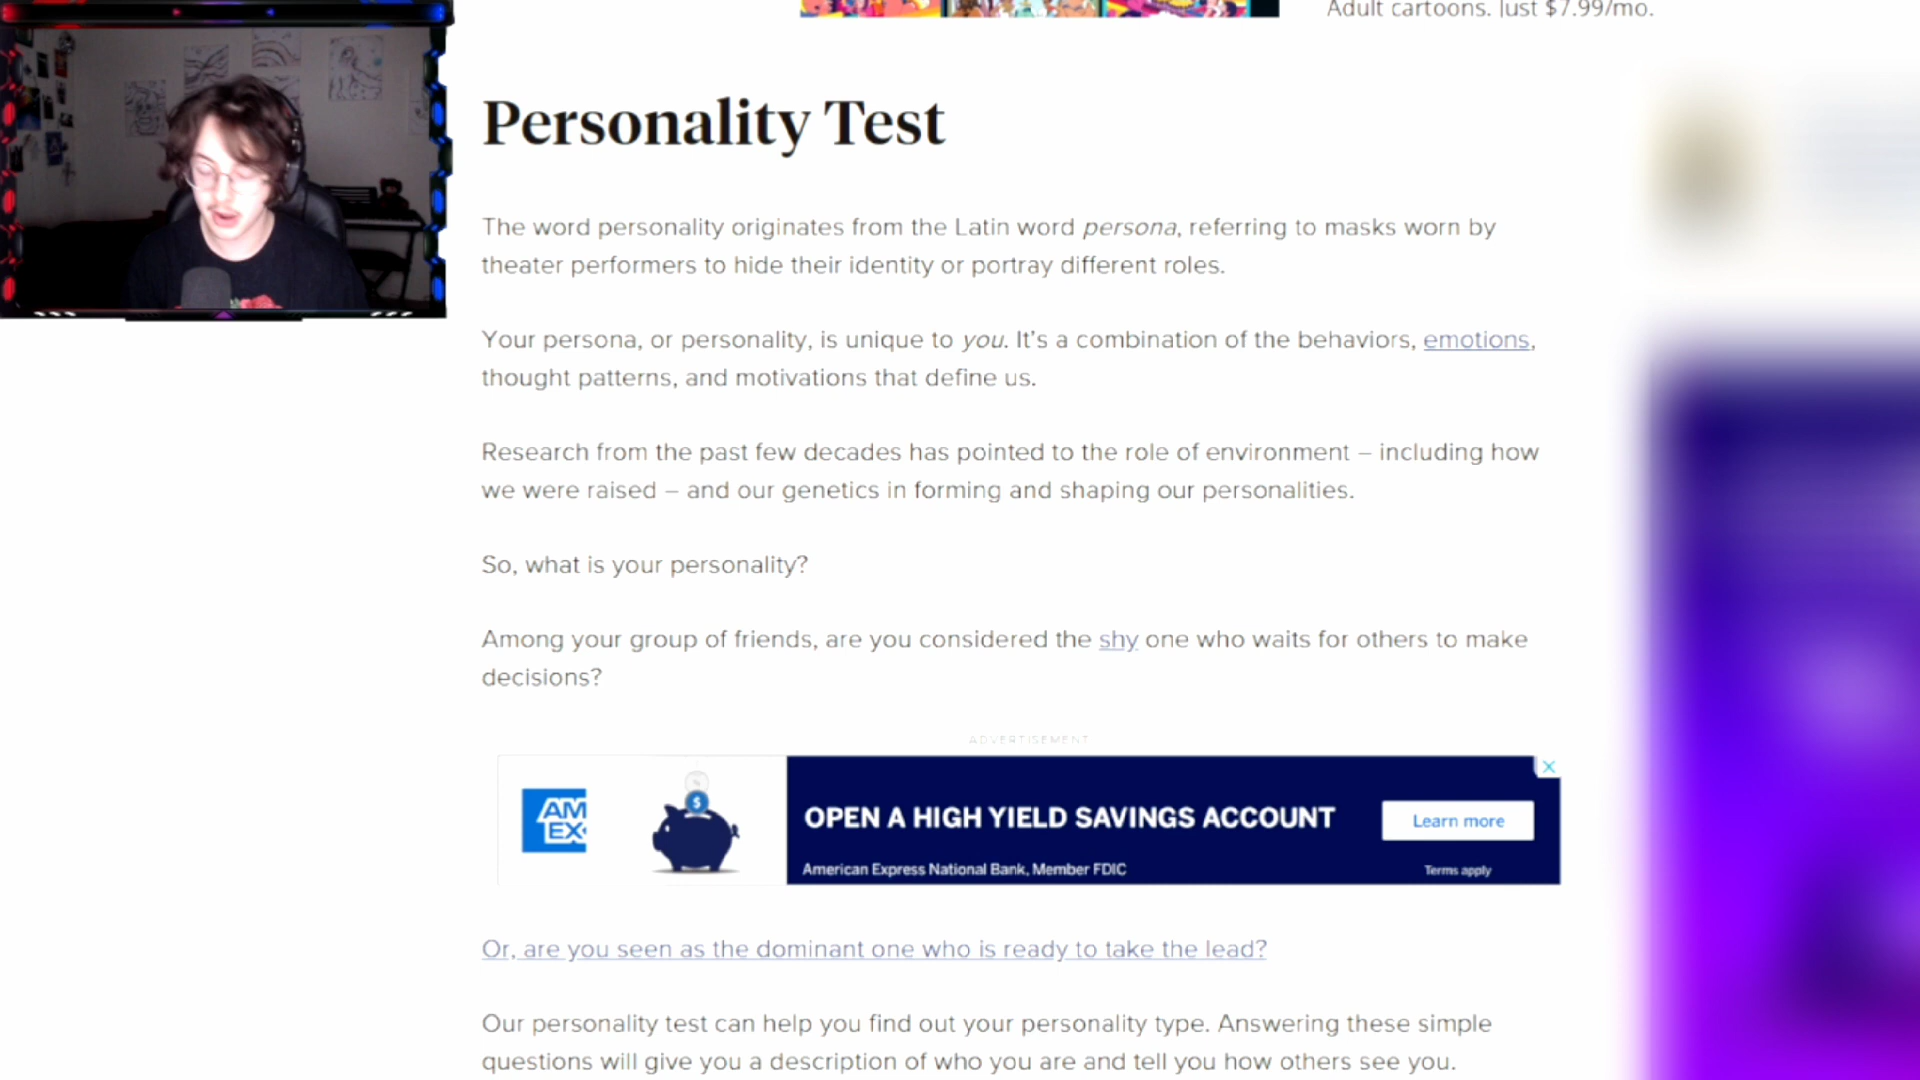 Adult cartoons. Just $7.99/mo.
Personality Test
The word personality originates from the Latin word persona, referring to masks worn by
theater performers to hide their identity or portray different roles.
Your persona, or personality, is unique to you. It's a combination of the behaviors, emotions,
thought patterns, and motivations that define us.
Research from the past few decades has pointed to the role of environment – including how
we were raised – and our genetics in forming and shaping our personalities.
So, what is your personality?
Among your group of friends, are you considered the shy one who waits for others to make
decisions?
ADVERTISEMENT
AM
EX
OPEN A HIGH YIELD SAVINGS ACCOUNT
Learn more
American Express National Bank, Member FDIC
Terms apply
Or, are you seen as the dominant one who is ready to take the lead?
Our personality test can help you find out your personality type. Answering these simple
questions will give you a description of who you are and tell you how others see you.